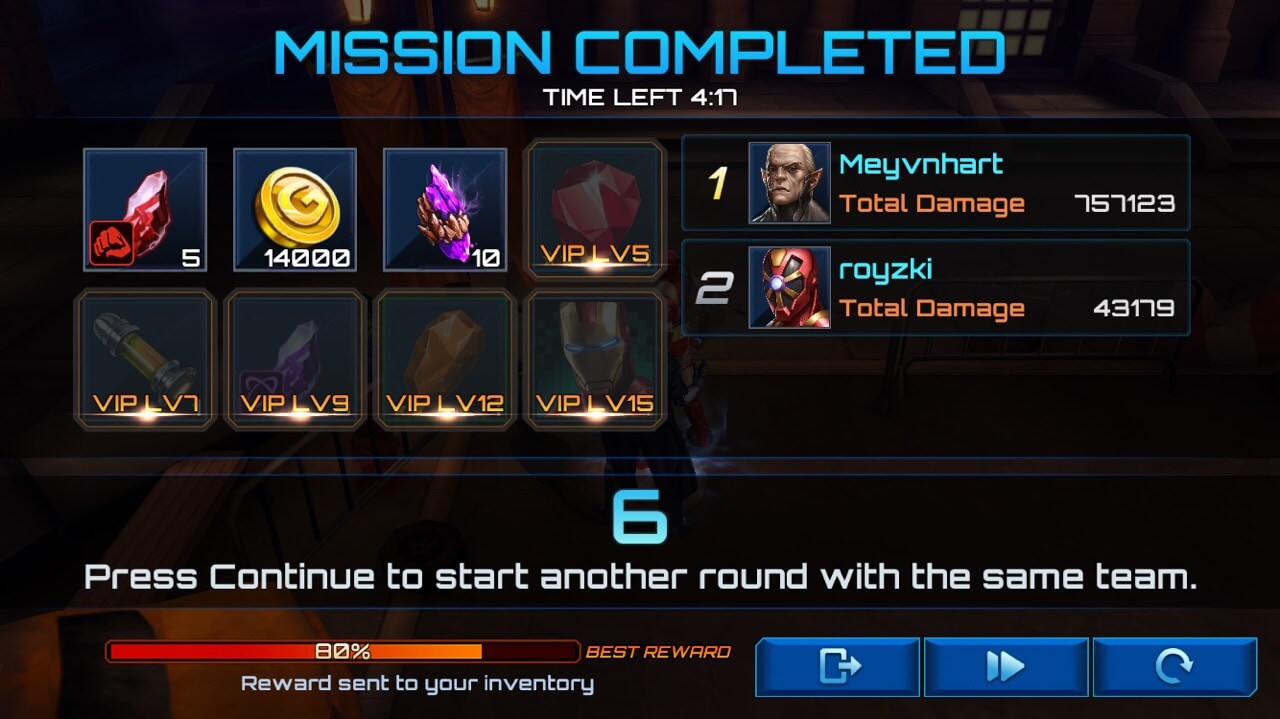 MISSION COMPLETED
TIME LEFT 4:17
5
14000
10
VIP LV5
VIP LV7
VIP LV9
VIP LV12
VIP LV15
1
Meyvnhart
Total Damage 757123
2
royzki
Total Damage 43179
6
Press Continue to start another round with the same team.
80%
BEST REWARD
Reward sent to your inventory